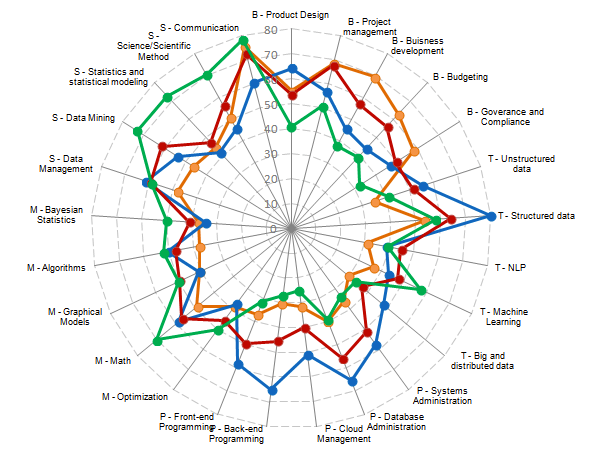 B - Product Design
B - Project
management
B - Buisness
development
B - Budgeting
B - Goverance and
Compliance
T - Unstructured
data
T - Structured data
T - NLP
T - Machine
Learning
T - Big and
distributed data
P - Systems
Administration
P - Database
Administration
P - Cloud
Management
P - Back-end
Programming
P - Front-end
Programming
M - Optimization
M - Math
M - Graphical
Models
M - Algorithms
M - Bayesian
Statistics
S - Data
Management
S - Data Mining
S - Statistics and
statistical modeling
S -
Science/Scientific
Method
S - Communication
80
70
60
50
40
30
20
10
0